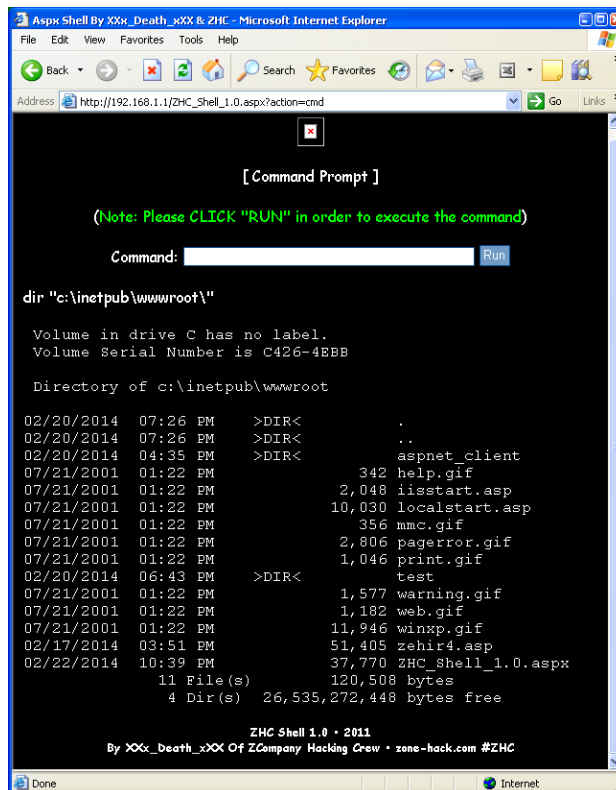 Aspx Shell By XXx_Death_xXX & ZHC - Microsoft Internet Explorer
File Edit View Favorites Tools Help
Back Search Favorites
Address http://192.168.1.1/ZHC_Shell_1.0.aspx?action=cmd Go Links
[ Command Prompt ]
(Note: Please CLICK "RUN" in order to execute the command)
Command: Run
dir "c:\inetpub\wwwroot\"
Volume in drive C has no label.
Volume Serial Number is C426-4EBB
Directory of c:\inetpub\wwwroot
02/20/2014 07:26 PM >DIR< .
02/20/2014 07:26 PM >DIR< ..
02/20/2014 04:35 PM >DIR< aspnet_client
07/21/2001 01:22 PM 342 help.gif
07/21/2001 01:22 PM 2,048 iisstart.asp
07/21/2001 01:22 PM 10,030 localstart.asp
07/21/2001 01:22 PM 356 mmc.gif
07/21/2001 01:22 PM 2,806 pagerror.gif
07/21/2001 01:22 PM 1,046 print.gif
02/20/2014 06:43 PM >DIR< test
07/21/2001 01:22 PM 1,577 warning.gif
07/21/2001 01:22 PM 1,182 web.gif
07/21/2001 01:22 PM 11,946 winxp.gif
02/17/2014 03:51 PM 51,405 zehir4.asp
02/22/2014 10:39 PM 37,770 ZHC_Shell_1.0.aspx
11 File(s) 120,508 bytes
4 Dir(s) 26,535,272,448 bytes free
ZHC Shell 1.0 • 2011
By XXx_Death_xXX Of ZCompany Hacking Crew • zone-hack.com #ZHC
Done Internet